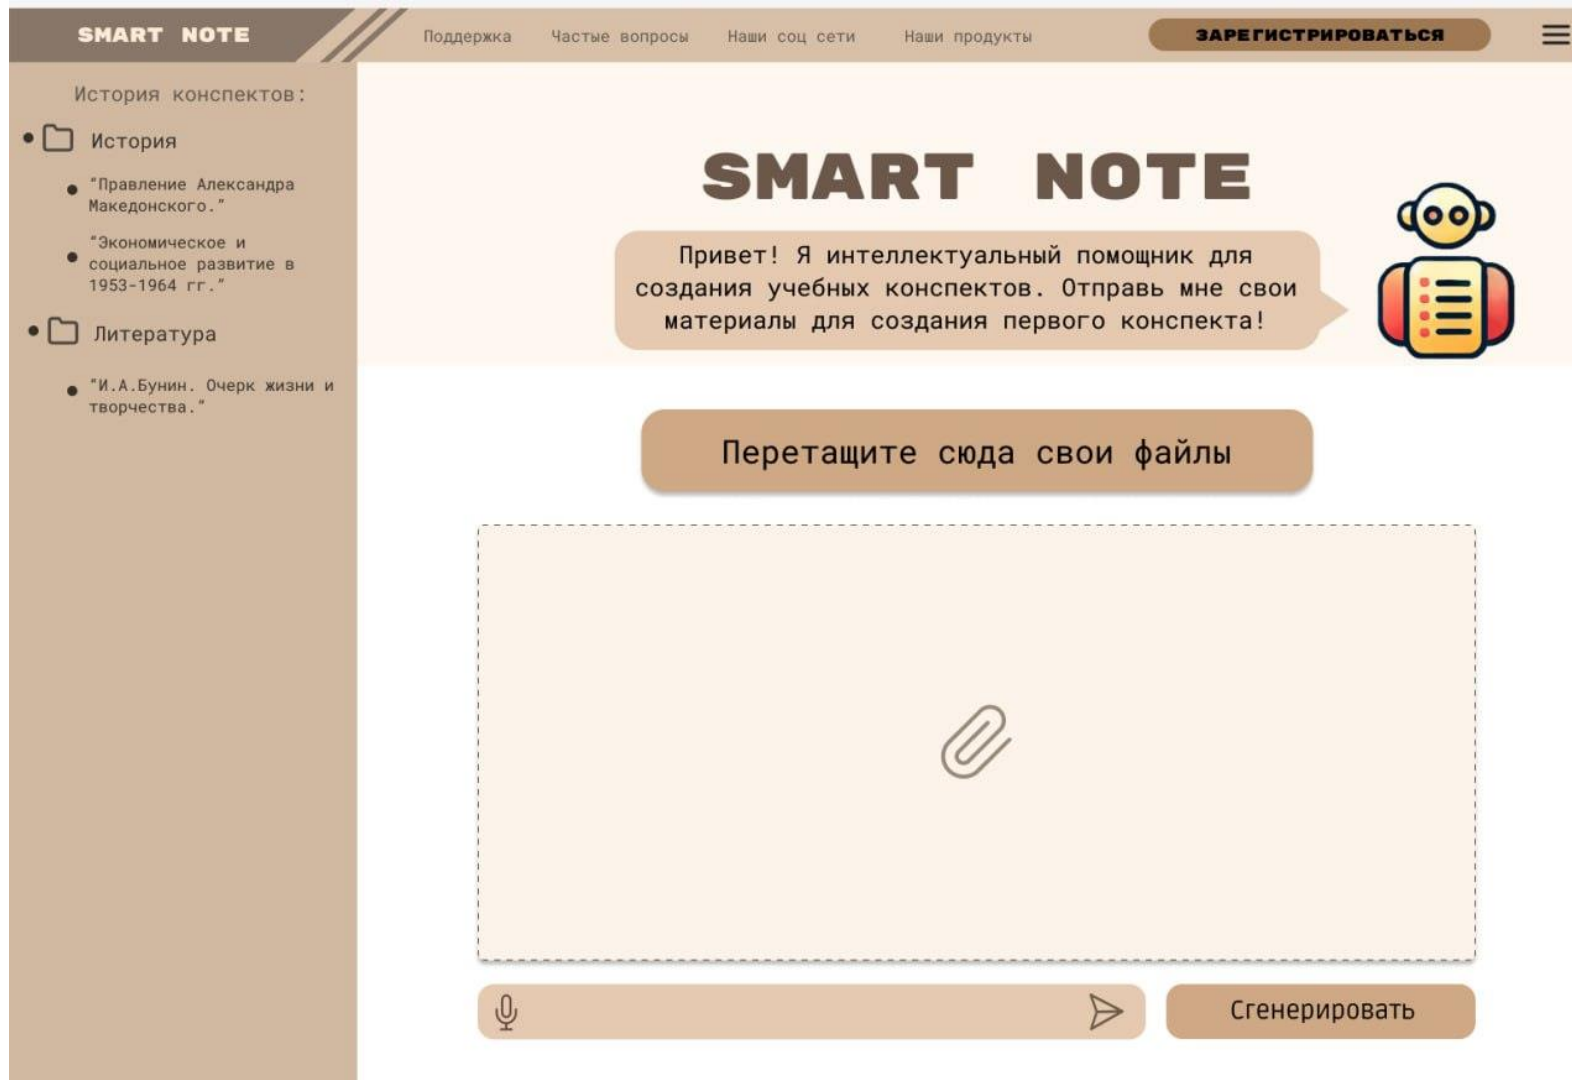 SMART NOTE
Поддержка
Частые вопросы
Наши соц сети
Наши продукты
ЗАРЕГИСТРИРОВАТЬСЯ
История конспектов:
История
"Правление Александра
Македонского."
"Экономическое и
социальное развитие в
1953-1964 гг."
Литература
"И.А.Бунин. Очерк жизни и
творчества."
SMART NOTE
Привет! Я интеллектуальный помощник для
создания учебных конспектов. Отправь мне свои
материалы для создания первого конспекта!
Перетащите сюда свои файлы
Сгенерировать